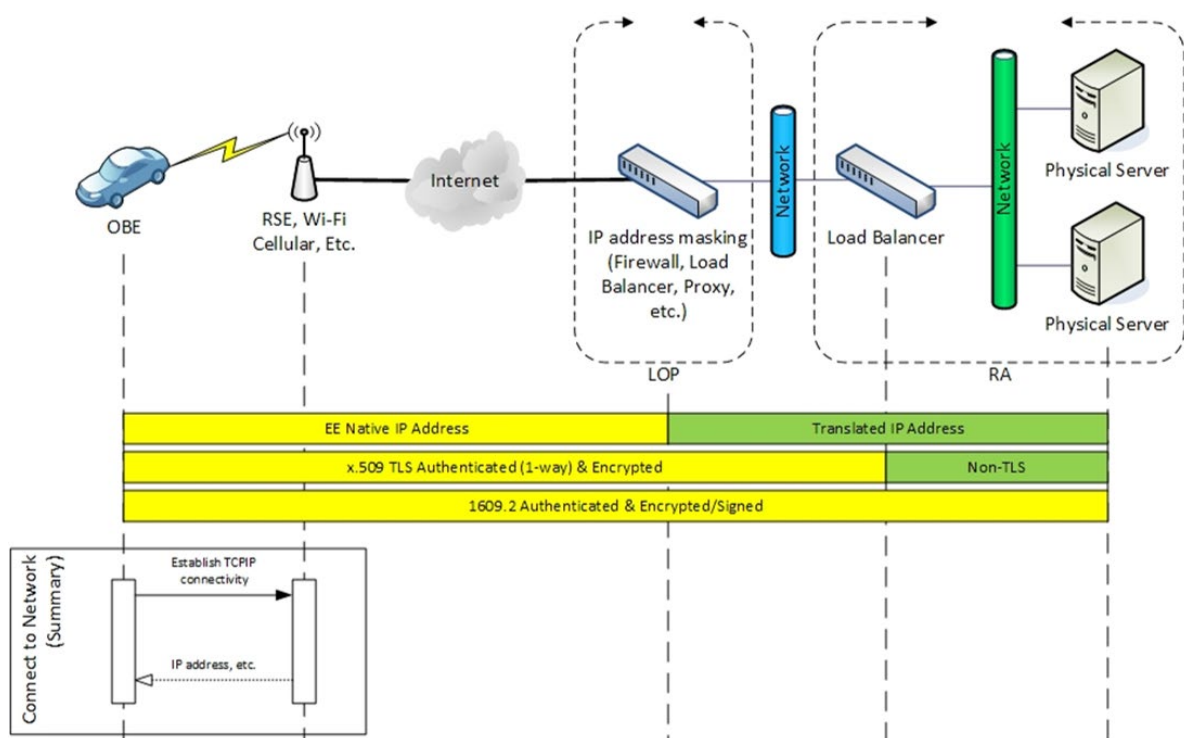 OBE
RSE, Wi-Fi
Cellular, Etc.
Internet
IP address masking
(Firewall, Load
Balancer, Proxy,
etc.)
Network
Load Balancer
Network
Physical Server
Physical Server
LOP
RA
EE Native IP Address
Translated IP Address
x.509 TLS Authenticated (1-way) & Encrypted
Non-TLS
1609.2 Authenticated & Encrypted/Signed
Connect to Network
(Summary)
Establish TCPIP
connectivity
IP address, etc.